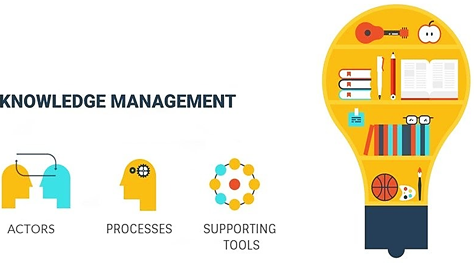 KNOWLEDGE MANAGEMENT
ACTORS
PROCESSES
SUPPORTING
TOOLS